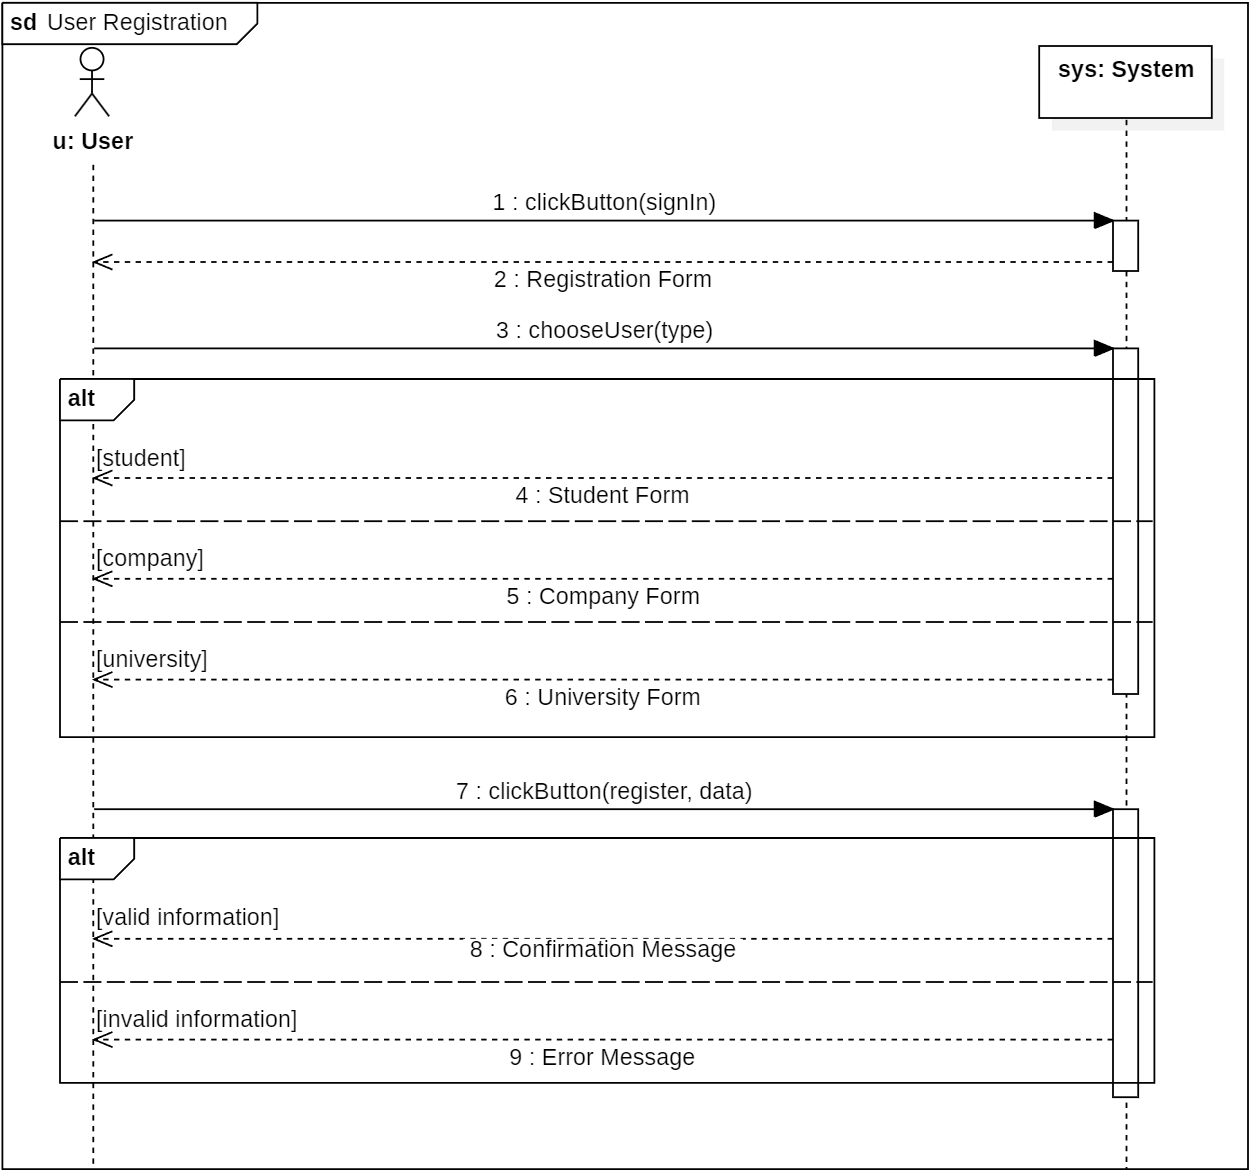 sd User Registration
sys: System
u: User
1 : clickButton(signIn)
2 : Registration Form
3 : chooseUser(type)
alt
[student]
4 : Student Form
[company]
5 : Company Form
[university]
6 : University Form
7 : clickButton(register, data)
alt
[valid information]
8 : Confirmation Message
[invalid information]
9 : Error Message